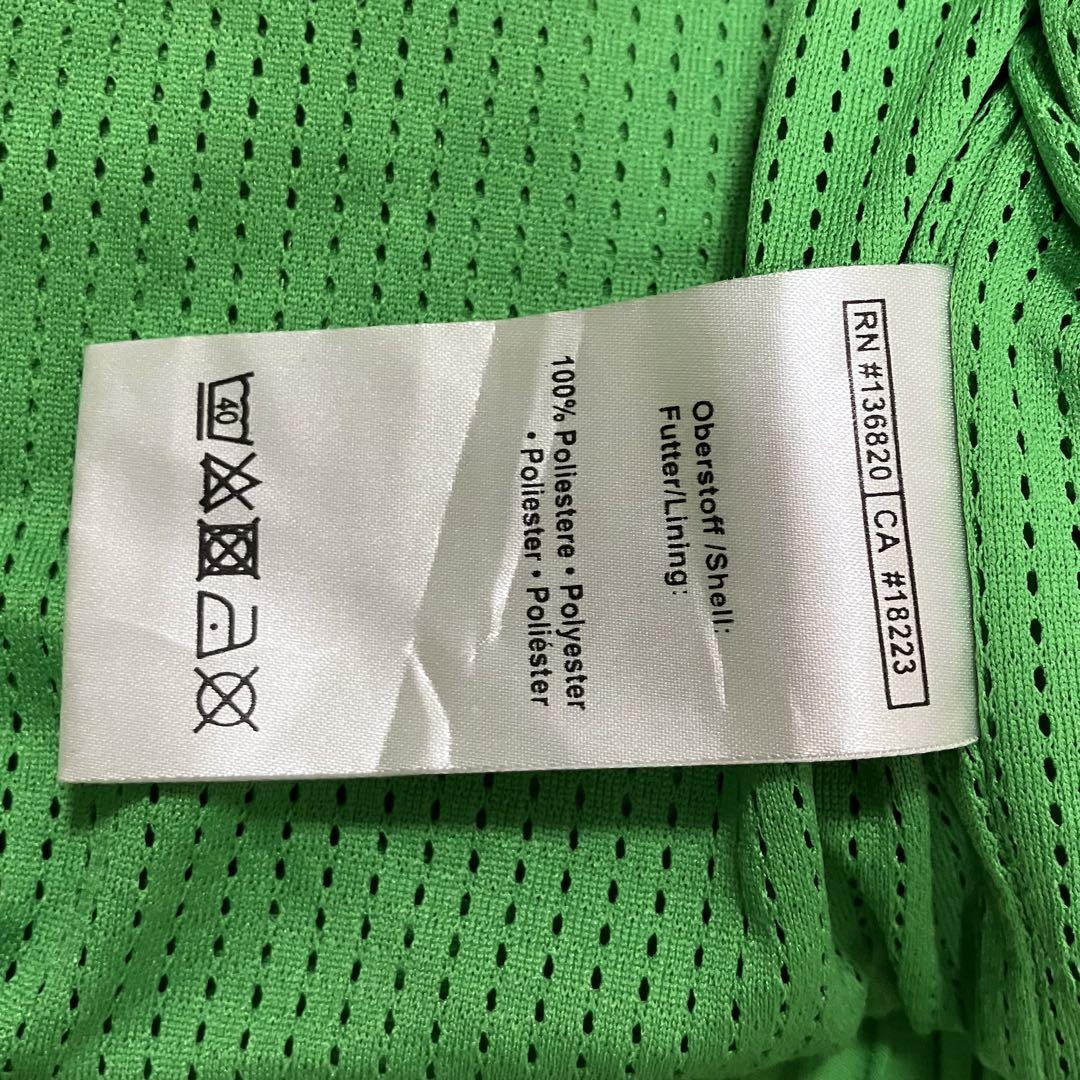 RN #136820 CA #18223
Oberstoff /Shell:
Futter/Lining:
100% Poliestere • Polyester
• Poliester • Poliéster
40